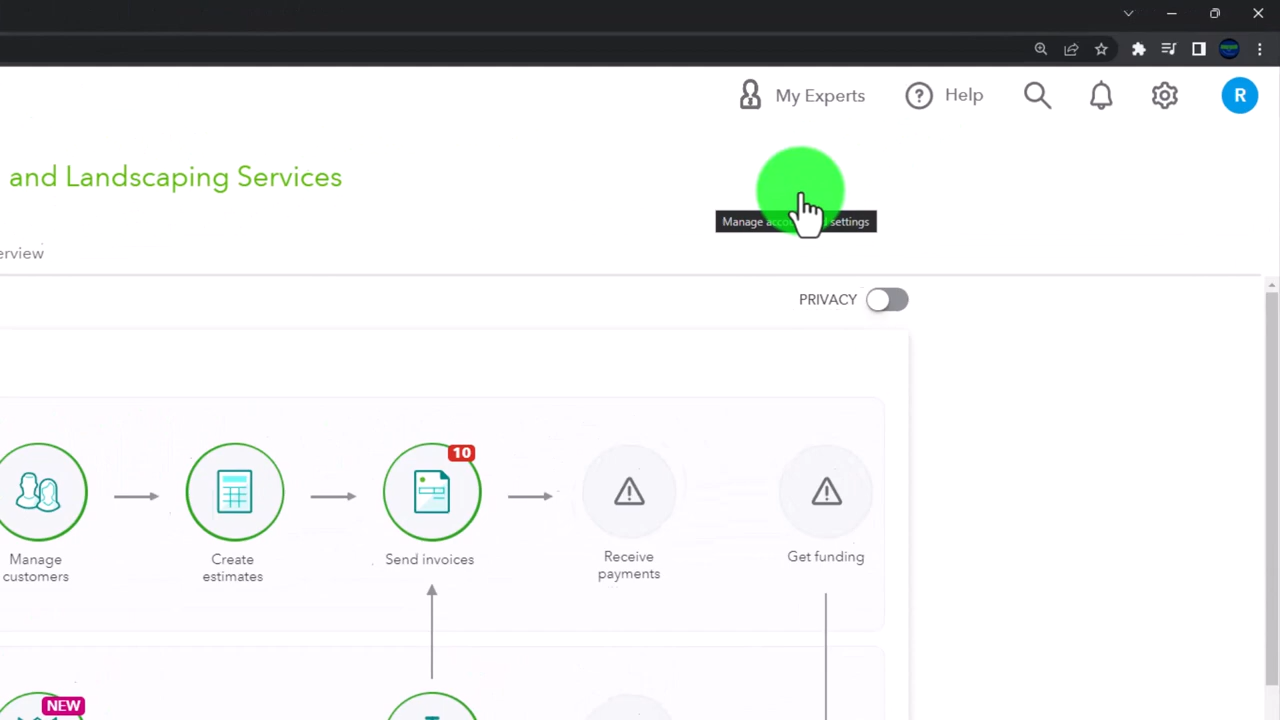 My Experts
Help
R
and Landscaping Services
Manage settings
erview
PRIVACY
10
Manage
customers
Create
estimates
Send invoices
Receive
payments
Get funding
NEW